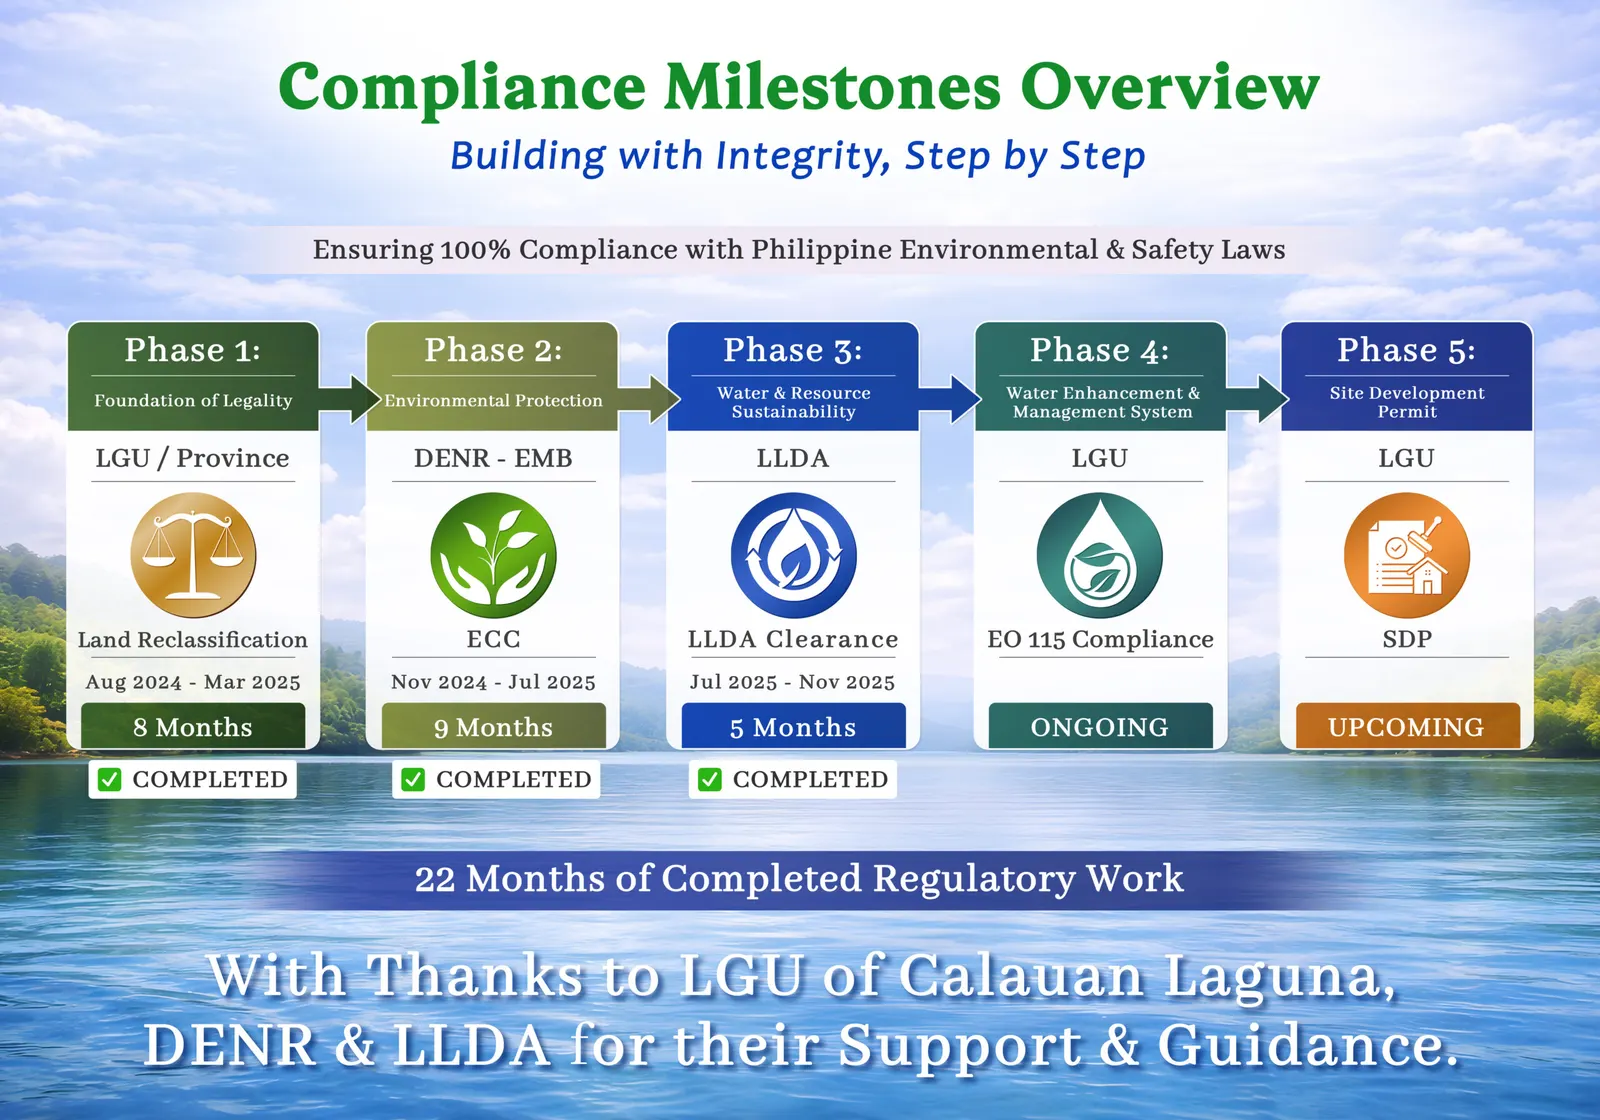 Compliance Milestones Overview
Building with Integrity, Step by Step
Ensuring 100% Compliance with Philippine Environmental & Safety Laws
Phase 1:
Foundation of Legality
LGU / Province
Land Reclassification
Aug 2024 - Mar 2025
8 Months
COMPLETED
Phase 2:
Environmental Protection
DENR - EMB
ECC
Nov 2024 - Jul 2025
9 Months
COMPLETED
Phase 3:
Water & Resource
Sustainability
LLDA
LLDA Clearance
Jul 2025 - Nov 2025
5 Months
COMPLETED
Phase 4:
Water Enhancement &
Management System
LGU
EO 115 Compliance
ONGOING
Phase 5:
Site Development
Permit
LGU
SDP
UPCOMING
22 Months of Completed Regulatory Work
With Thanks to LGU of Calauan Laguna,
DENR & LLDA for their Support & Guidance.